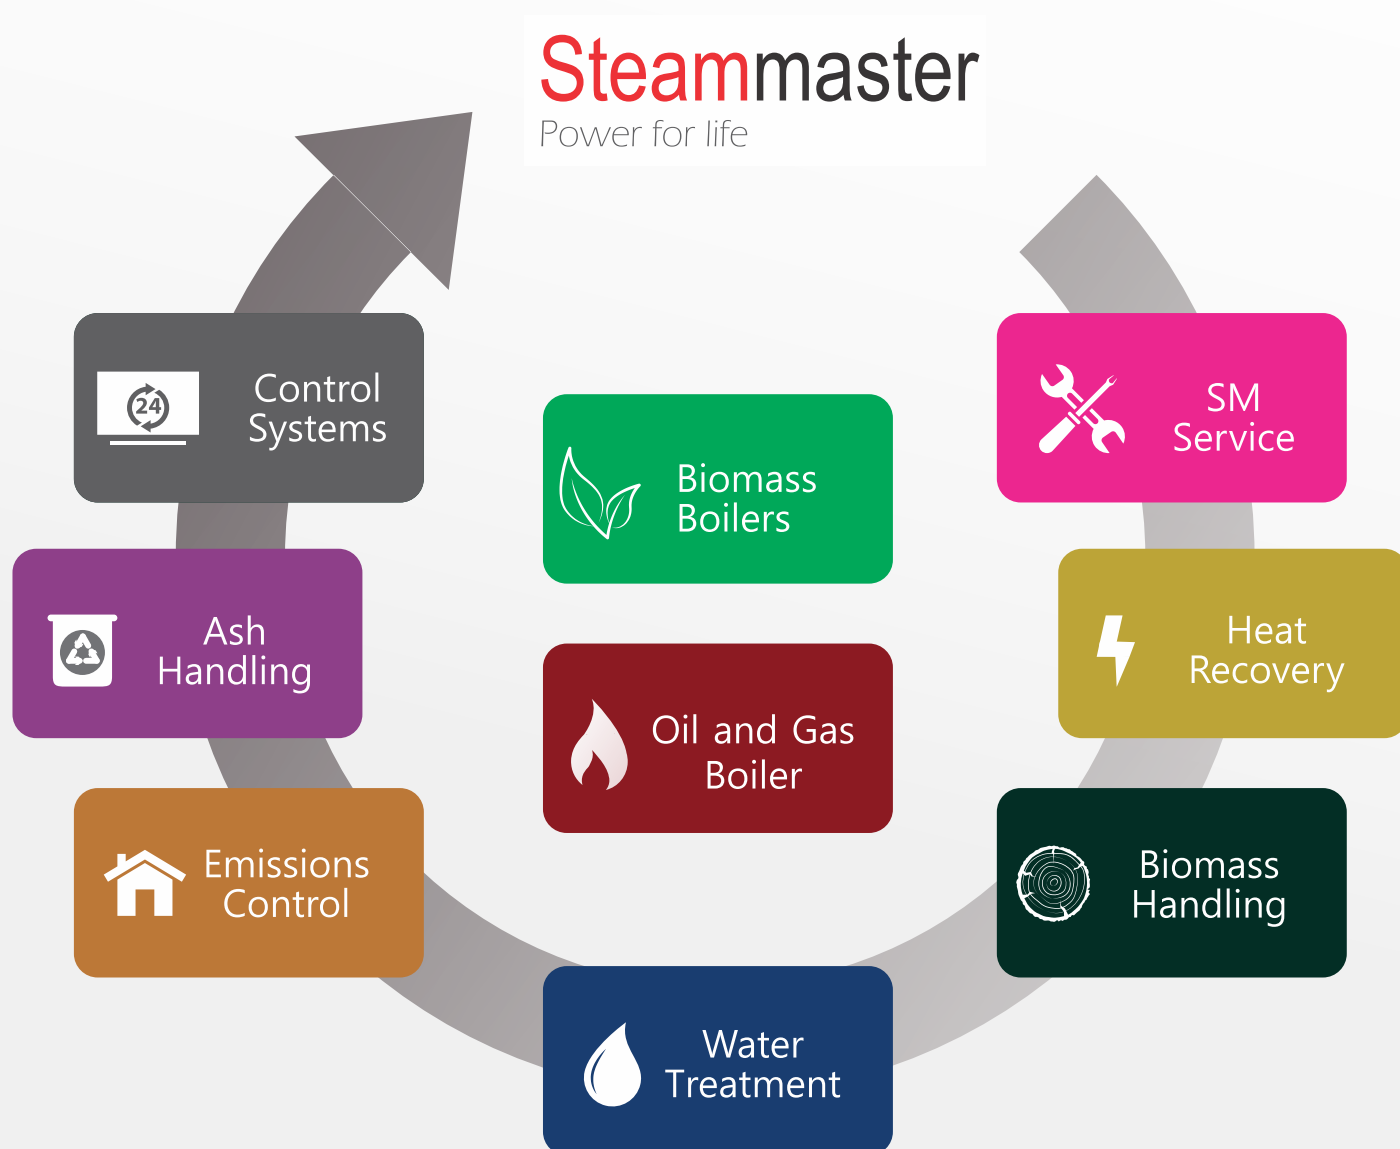 Steammaster
Power for life
24
Control
Systems
SM
Service
Biomass
Boilers
Ash
Handling
Heat
Recovery
Oil and Gas
Boiler
Emissions
Control
Biomass
Handling
Water
Treatment